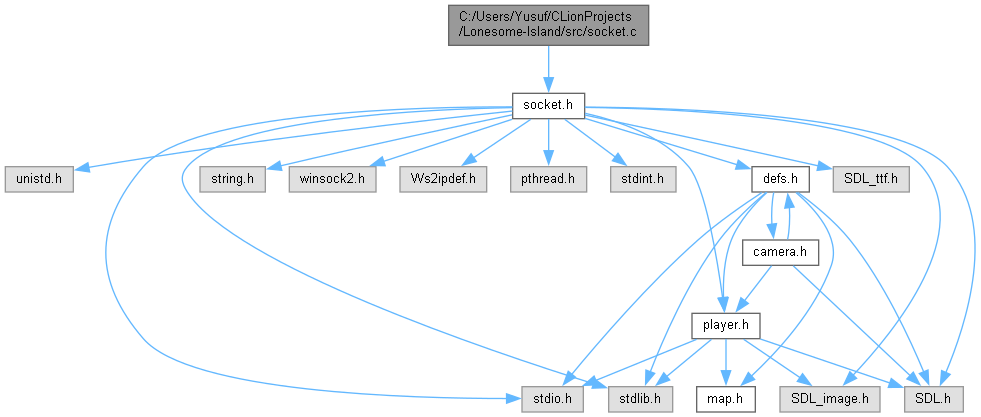 C:/Users/Yusuf/CLionProjects
/Lonesome-Island/src/socket.c
socket.h
unistd.h
string.h
winsock2.h
Ws2ipdef.h
pthread.h
stdint.h
defs.h
SDL_ttf.h
camera.h
player.h
stdio.h
stdlib.h
map.h
SDL_image.h
SDL.h